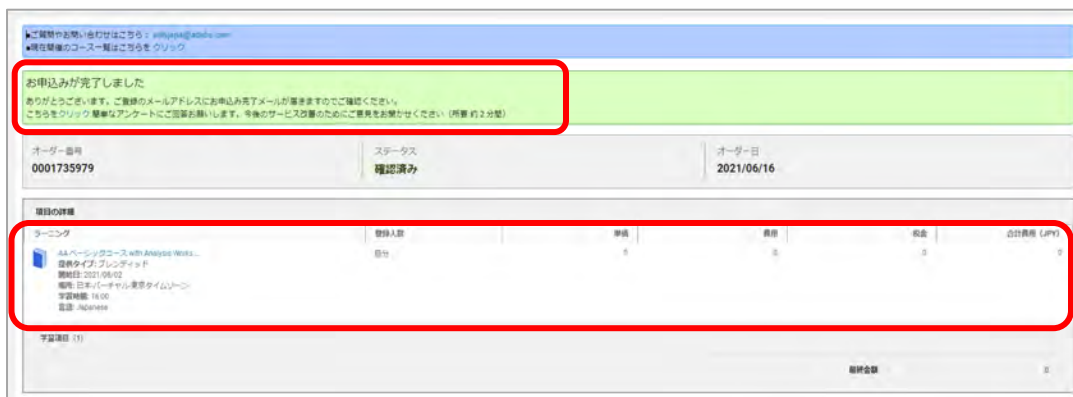 ▶ご質問やお問い合わせはこちら：
●現在開催のコース一覧はこちらを クリック
お申込みが完了しました
ありがとうございます。ご登録のメールアドレスにお申込み完了メールが届きますのでご確認ください。
こちらをクリック 簡単なアンケートにご回答お願いします。今後のサービス改善のためにご意見をお聞かせください（所要 約２分間）
オーダー番号 ステータス オーダー日
0001735979 確認済み 2021/06/16
項目の詳細
ラーニング 登録人数 単価 費用 税金 合計費用 (JPY)
AA ベーシックコース with Analysis Works... 自分 0 0 0
提供タイプ: ブレンディッド
開始日: 2021/08/02
場所: 日本-バーチャル-東京タイムゾーン-
学習時間: 16:00
言語: Japanese
学習項目 (1)
最終金額 0